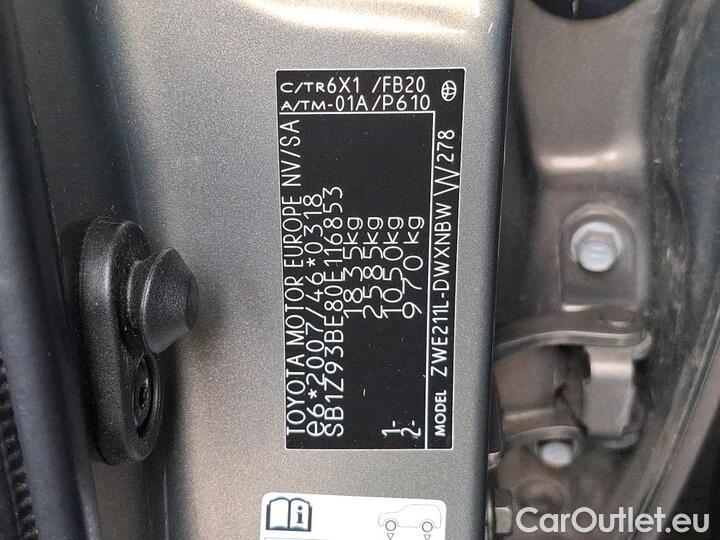 C/TR6X1 /FB20
A/TM-01A/P610
TOYOTA MOTOR EUROPE NV/SA
e6*2007/46*0318
SB1Z93BE80E116853
1835kg
2585kg
1- 1050kg
2- 970kg
MODEL ZWE211L-DWXNBW W278
i
CarOutlet.eu